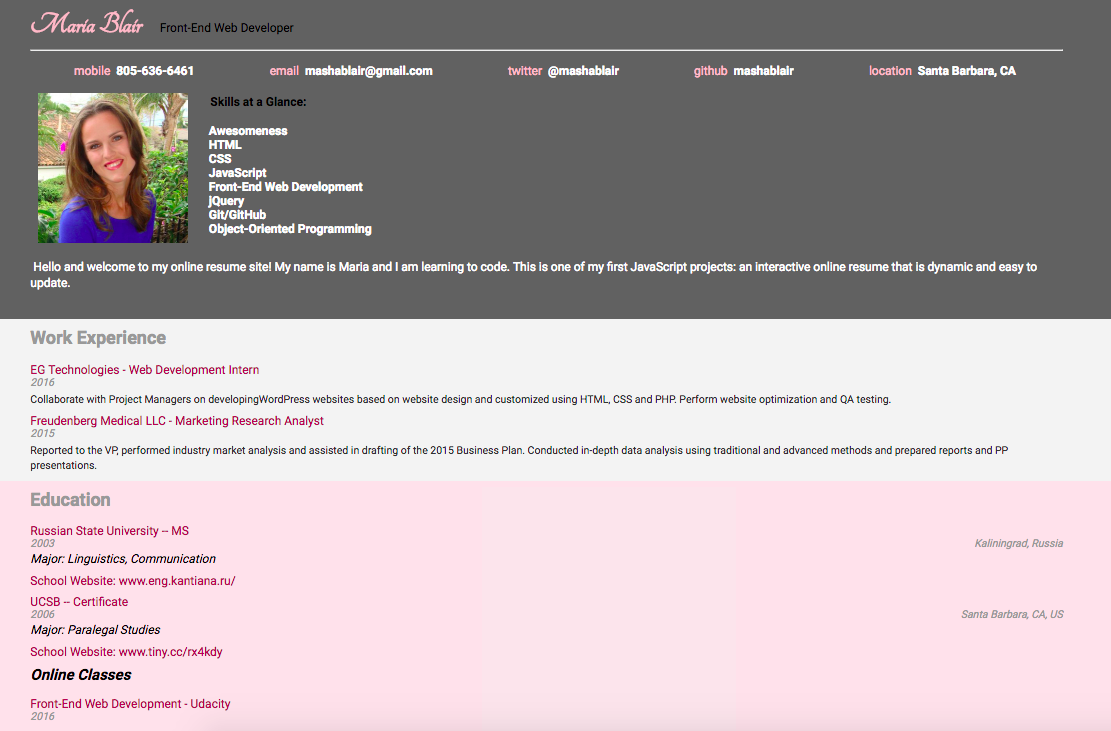 Maria Blair Front-End Web Developer
mobile 805-636-6461 email mashablair@gmail.com twitter @mashablair github mashablair location Santa Barbara, CA
Skills at a Glance:
Awesomeness
HTML
CSS
JavaScript
Front-End Web Development
jQuery
Git/GitHub
Object-Oriented Programming
Hello and welcome to my online resume site! My name is Maria and I am learning to code. This is one of my first JavaScript projects: an interactive online resume that is dynamic and easy to
update.
Work Experience
EG Technologies - Web Development Intern
2016
Collaborate with Project Managers on developingWordPress websites based on website design and customized using HTML, CSS and PHP. Perform website optimization and QA testing.
Freudenberg Medical LLC - Marketing Research Analyst
2015
Reported to the VP, performed industry market analysis and assisted in drafting of the 2015 Business Plan. Conducted in-depth data analysis using traditional and advanced methods and prepared reports and PP
presentations.
Education
Russian State University -- MS
2003 Kaliningrad, Russia
Major: Linguistics, Communication
School Website: www.eng.kantiana.ru/
UCSB -- Certificate
2006 Santa Barbara, CA, US
Major: Paralegal Studies
School Website: www.tiny.cc/rx4kdy
Online Classes
Front-End Web Development - Udacity
2016